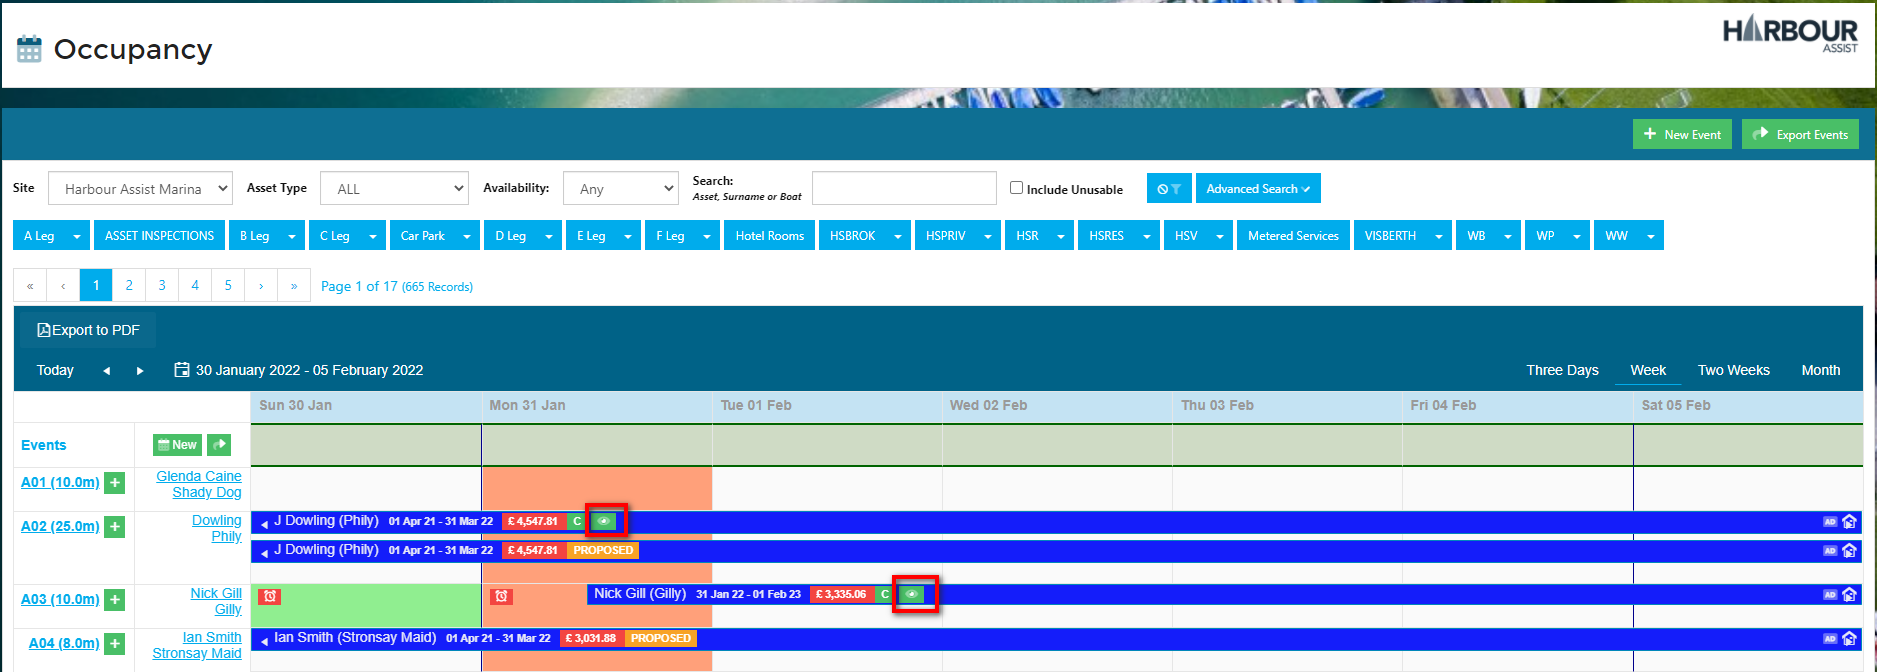 Occupancy
HARBOUR
ASSIST
New Event
Export Events
Site
Harbour Assist Marina
Asset Type
ALL
Availability:
Any
Search:
Asset, Surname or Boat
Include Unusable
Advanced Search
A Leg
ASSET INSPECTIONS
B Leg
C Leg
Car Park
D Leg
E Leg
F Leg
Hotel Rooms
HSBROK
HSPRIV
HSR
HSRES
HSV
Metered Services
VISBERTH
WB
WP
WW
« ‹ 1 2 3 4 5 › » Page 1 of 17 (665 Records)
Export to PDF
Today
30 January 2022 - 05 February 2022
Three Days
Week
Two Weeks
Month
Sun 30 Jan
Mon 31 Jan
Tue 01 Feb
Wed 02 Feb
Thu 03 Feb
Fri 04 Feb
Sat 05 Feb
Events
New
A01 (10.0m) +
Glenda Caine
Shady Dog
A02 (25.0m) +
Dowling
Phily
J Dowling (Phily) 01 Apr 21 - 31 Mar 22 £ 4,547.81 C
AD
J Dowling (Phily) 01 Apr 21 - 31 Mar 22 £ 4,547.81 PROPOSED
AD
A03 (10.0m) +
Nick Gill
Gilly
Nick Gill (Gilly) 31 Jan 22 - 01 Feb 23 £ 3,335.06 C
AD
A04 (8.0m) +
Ian Smith
Stronsay Maid
Ian Smith (Stronsay Maid) 01 Apr 21 - 31 Mar 22 £ 3,031.88 PROPOSED
AD